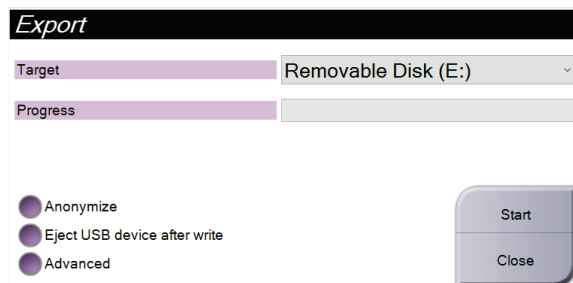 Export
Target
Removable Disk (E:)
Progress
Anonymize
Eject USB device after write
Advanced
Start
Close